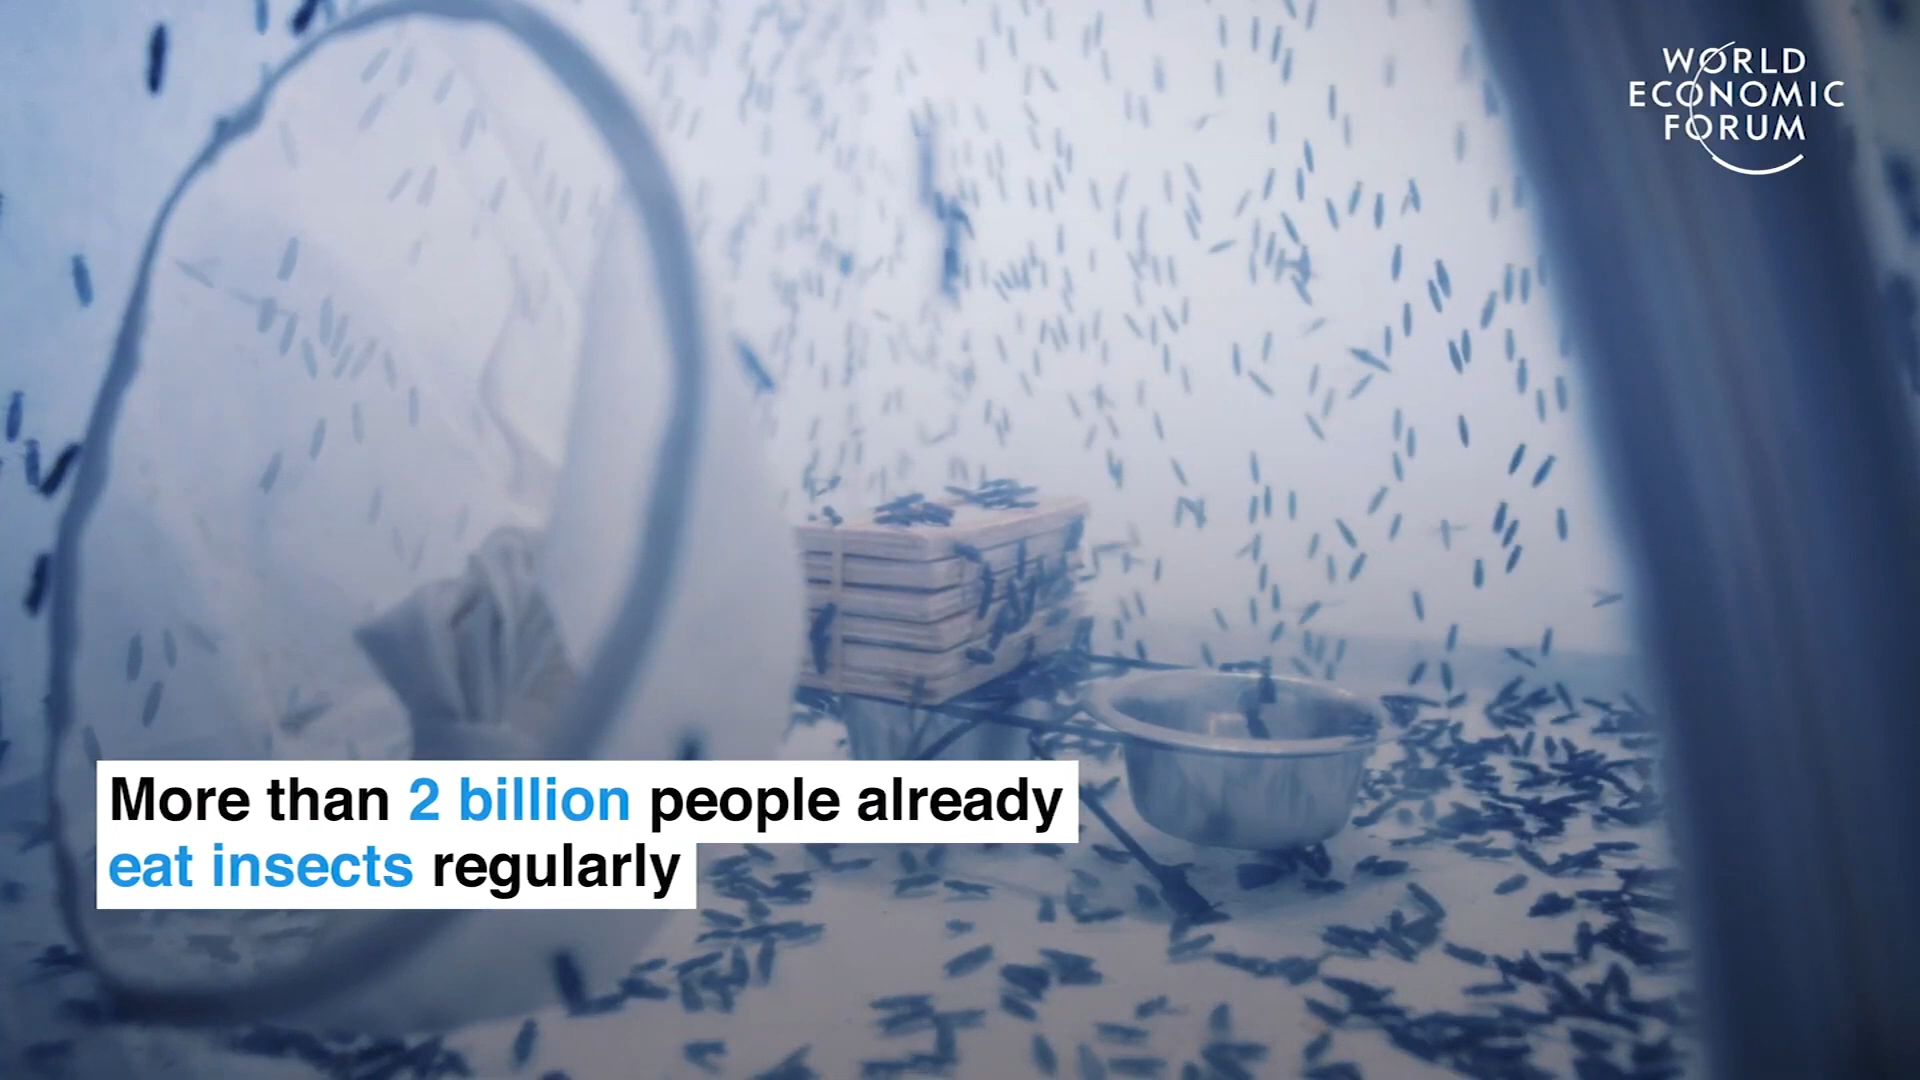 WORLD
ECONOMIC
FORUM
More than 2 billion people already
eat insects regularly